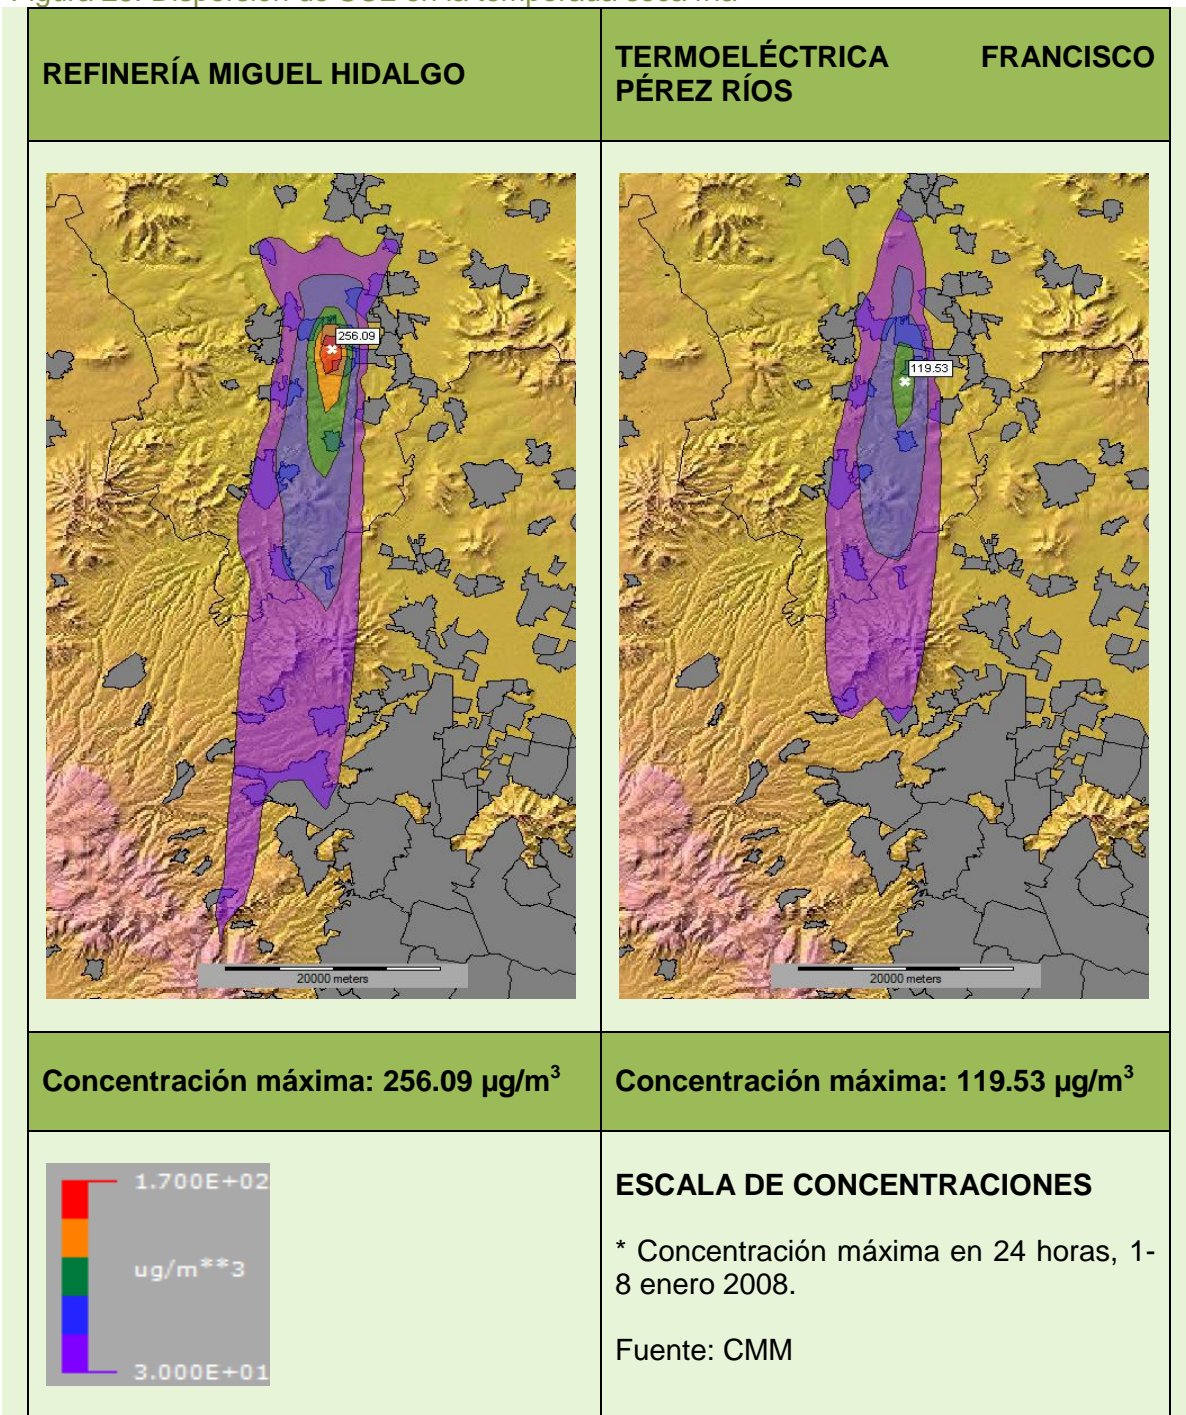 REFINERÍA MIGUEL HIDALGO
TERMOELÉCTRICA FRANCISCO
PÉREZ RÍOS
256.09
20000 meters
119.53
20000 meters
Concentración máxima: 256.09 µg/m³
Concentración máxima: 119.53 µg/m³
1.700E+02
ug/m**3
3.000E+01
ESCALA DE CONCENTRACIONES
* Concentración máxima en 24 horas, 1-
8 enero 2008.
Fuente: CMM